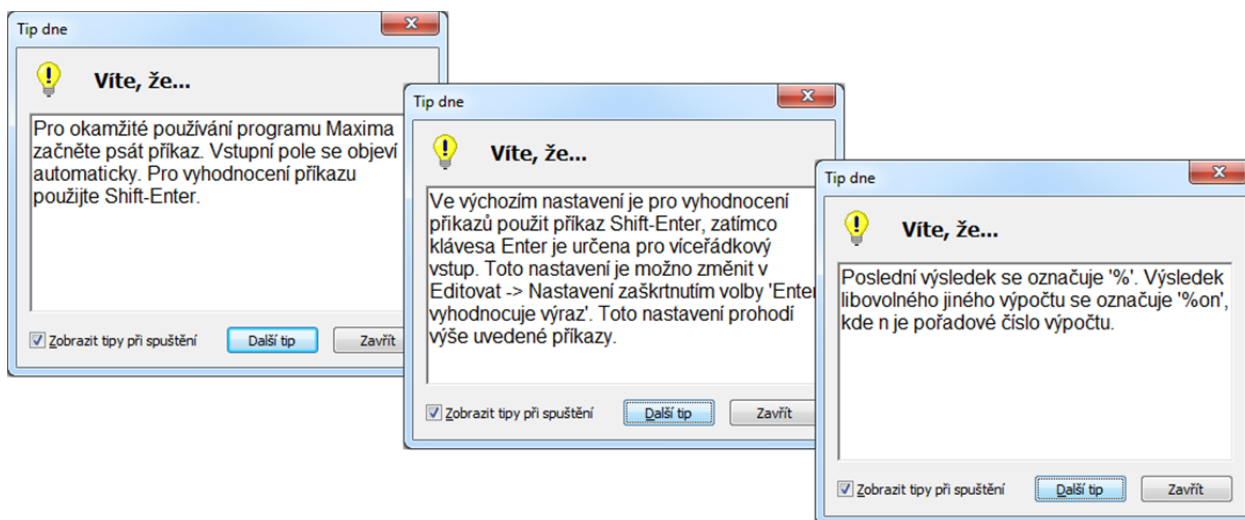 Tip dne
Víte, že...
Pro okamžité používání programu Maxima
začněte psát příkaz. Vstupní pole se objeví
automaticky. Pro vyhodnocení příkazu
použijte Shift-Enter.
Zobrazit tipy při spuštění
Další tip
Zavřít
Tip dne
Víte, že...
Ve výchozím nastavení je pro vyhodnocení
přikazů použit příkaz Shift-Enter, zatímco
klávesa Enter je určena pro víceřádkový
vstup. Toto nastavení je možno změnit v
Editovat -> Nastavení zaškrtnutím volby 'Enter
vyhodnocuje výraz'. Toto nastavení prohodí
výše uvedené příkazy.
Zobrazit tipy při spuštění
Další tip
Zavřít
Tip dne
Víte, že...
Poslední výsledek se označuje '%'. Výsledek
libovolného jiného výpočtu se označuje '%on',
kde n je pořadové číslo výpočtu.
Zobrazit tipy při spuštění
Další tip
Zavřít